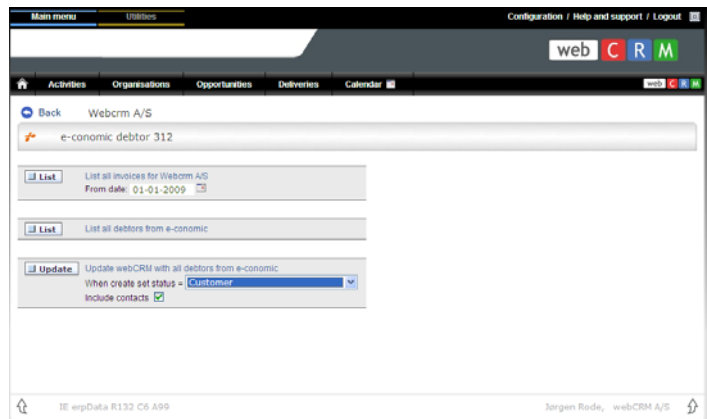 Main menu Utilities Configuration / Help and support / Logout
web C R M
Activities Organisations Opportunities Deliveries Calendar web C R M
Back Webcrm A/S
e-conomic debtor 312
List List all invoices for Webcrm A/S
From date: 01-01-2009
List List all debtors from e-conomic
Update Update webCRM with all debtors from e-conomic
When create set status = Customer
Include contacts
IE erpData R132 C6 A99 Jørgen Rode, webCRM A/S